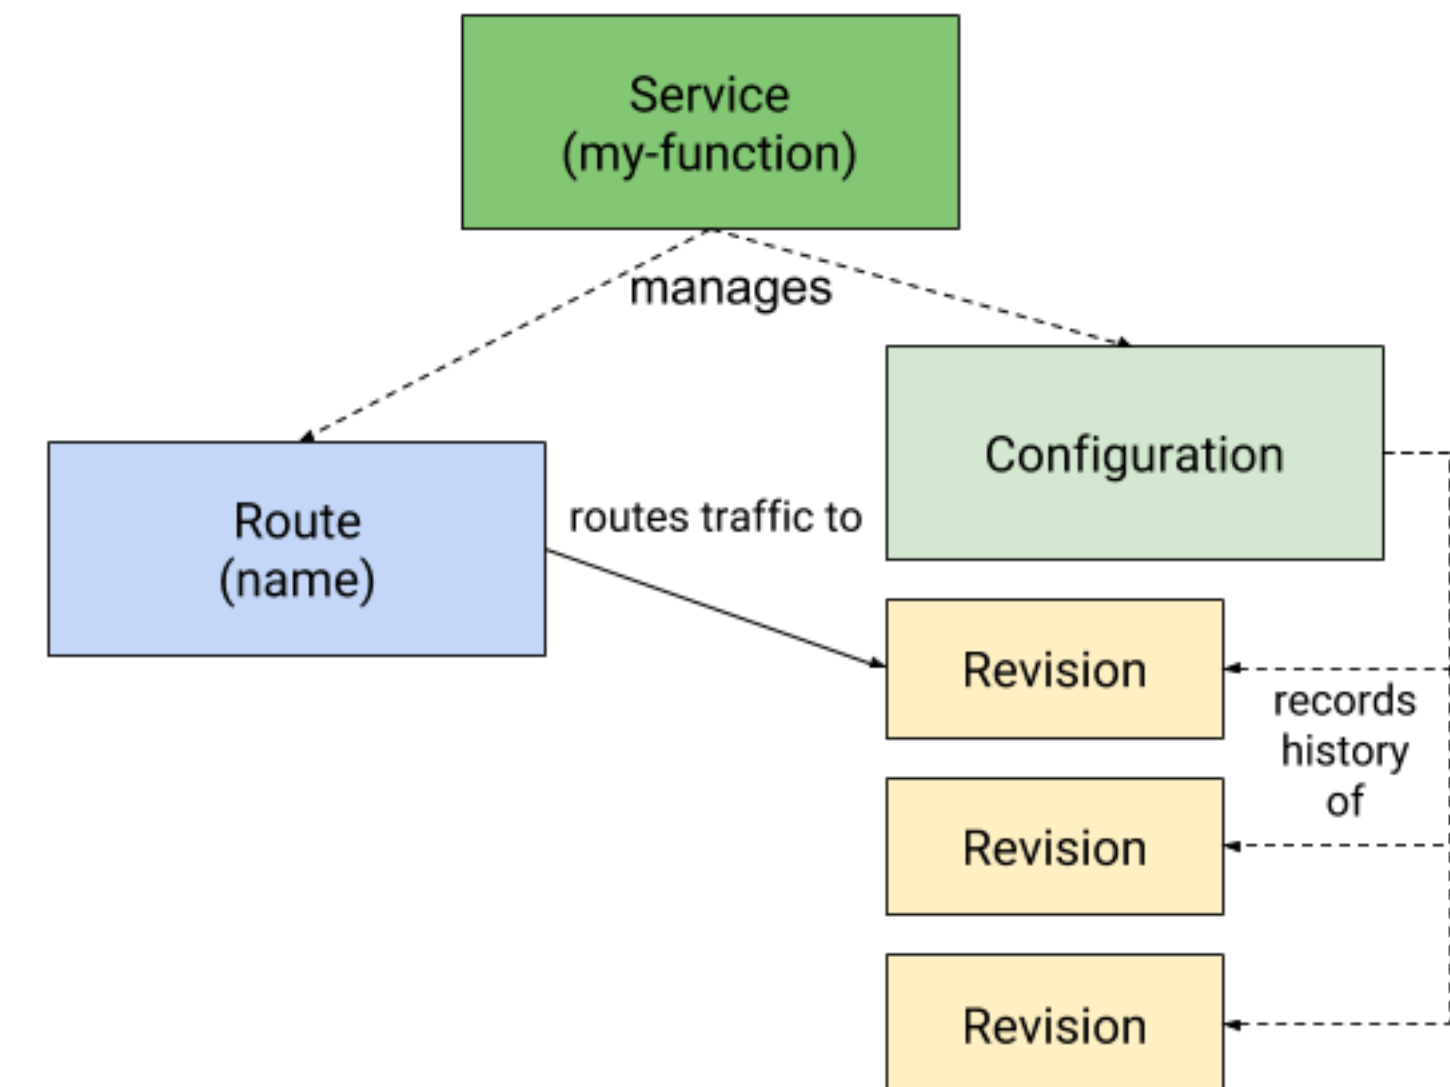 Service
(my-function)
manages
Configuration
Route
(name)
routes traffic to
Revision
records
history
of
Revision
Revision